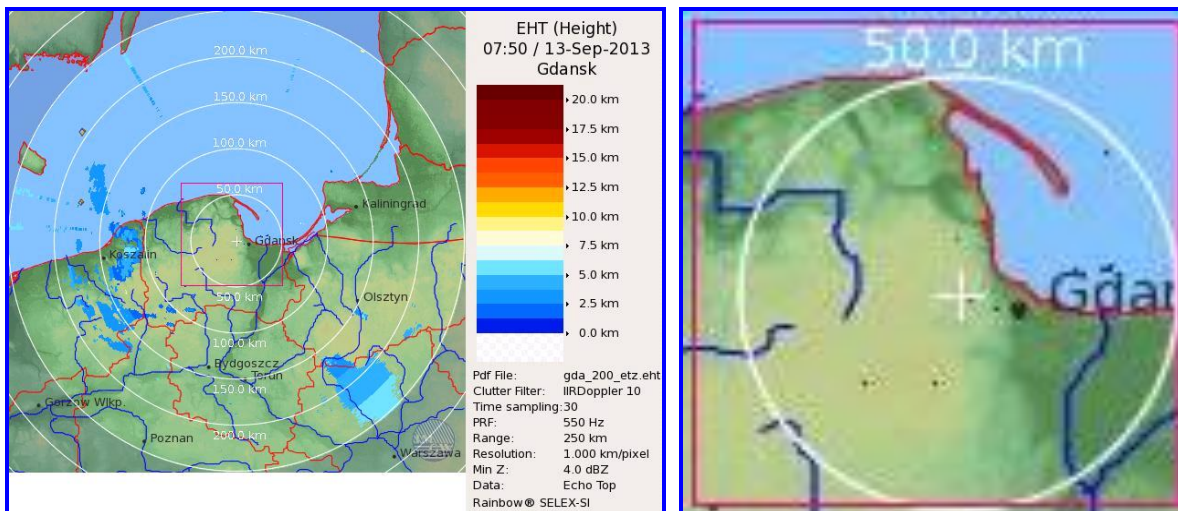 EHT (Height)
07:50 / 13-Sep-2013
Gdansk
20.0 km
17.5 km
15.0 km
12.5 km
10.0 km
7.5 km
5.0 km
2.5 km
0.0 km
Pdf File: gda_200_etz.eht
Clutter Filter: IIRDoppler 10
Time sampling:30
PRF: 550 Hz
Range: 250 km
Resolution: 1.000 km/pixel
Min Z: 4.0 dBZ
Data: Echo Top
Rainbow® SELEX-SI
200.0 km
150.0 km
100.0 km
50.0 km
Kaliningrad
Gdansk
Koszalin
50.0 km
Olsztyn
100.0 km
Bydgoszcz
Torun
150.0 km
Gorzow Wlkp.
200.0 km
Poznan
Warszawa
50.0 km
Gdan